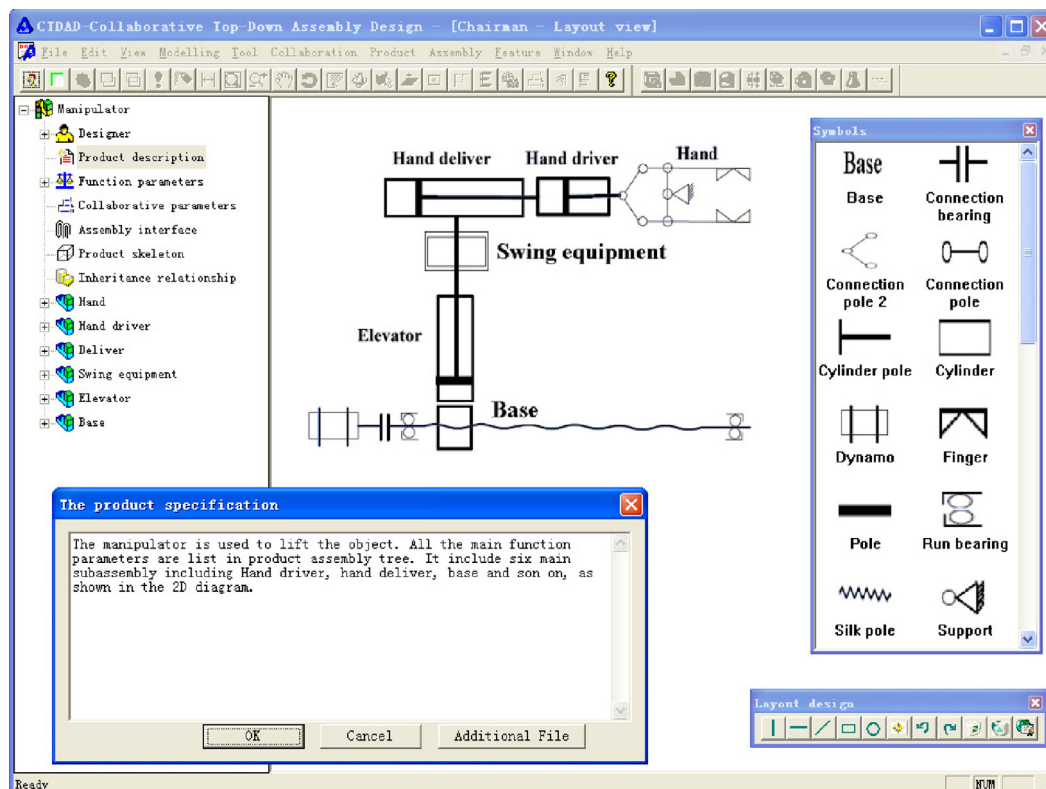 CTDAD-Collaborative Top-Down Assembly Design - [Chairman - Layout view]
File Edit View Modelling Tool Collaboration Product Assembly Feature Window Help
Manipulator
Designer
Product description
Function parameters
Collaborative parameters
Assembly interface
Product skeleton
Inheritance relationship
Hand
Hand driver
Deliver
Swing equipment
Elevator
Base
Hand deliver
Hand driver
Hand
Swing equipment
Elevator
Base
Symbols
Base
Base
Connection bearing
Connection pole 2
Connection pole
Cylinder pole
Cylinder
Dynamo
Finger
Pole
Run bearing
Silk pole
Support
The product specification
The manipulator is used to lift the object. All the main function
parameters are list in product assembly tree. It include six main
subassembly including Hand driver, hand deliver, base and son on, as
shown in the 2D diagram.
OK
Cancel
Additional File
Layout design
Ready
NUM